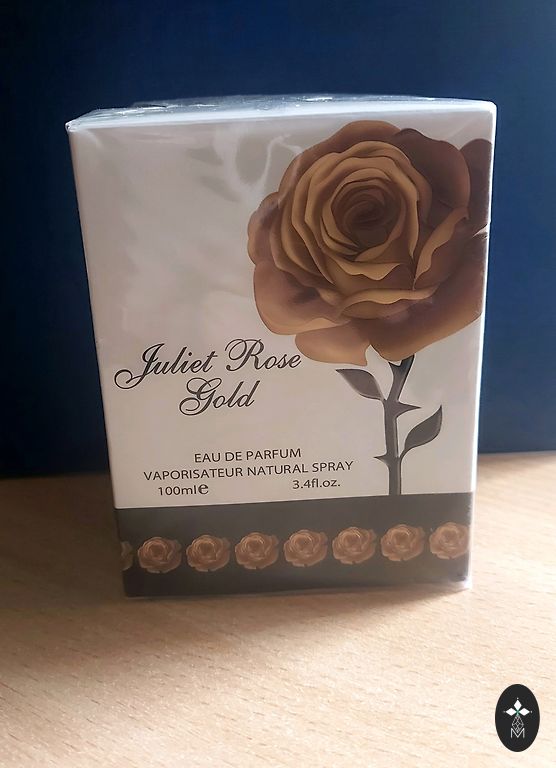 Juliet Rose
Gold
EAU DE PARFUM
VAPORISATEUR NATURAL SPRAY
100ml℮ 3.4fl.oz.